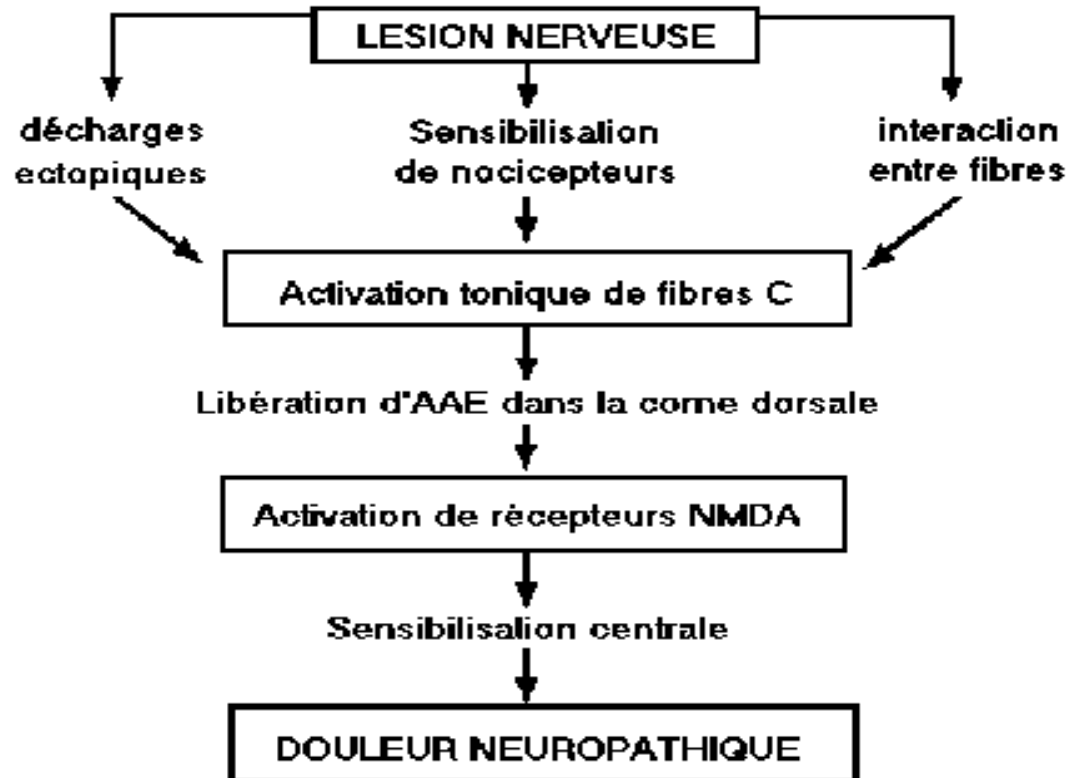 LESION NERVEUSE
décharges
ectopiques
Sensibilisation
de nocicepteurs
interaction
entre fibres
Activation tonique de fibres C
Libération d'AAE dans la corne dorsale
Activation de récepteurs NMDA
Sensibilisation centrale
DOULEUR NEUROPATHIQUE